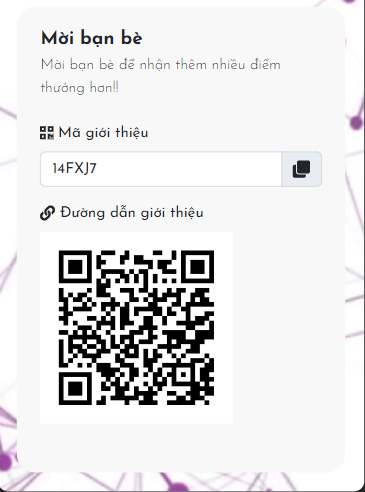 Mời bạn bè
Mời bạn bè để nhận thêm nhiều điểm
thưởng hơn!!
Mã giới thiệu
14FXJ7
Đường dẫn giới thiệu